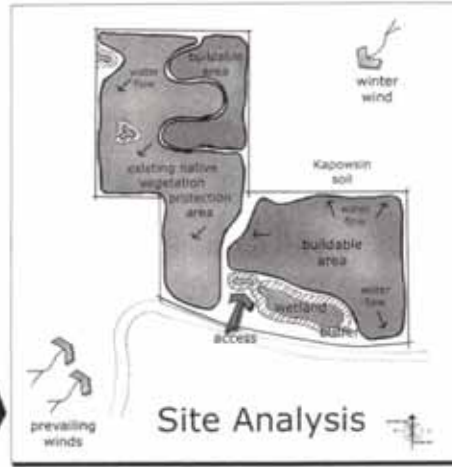 buildable
area
winter
wind
water
flow
existing native
vegetation
protection
area
Kapowsin
soil
water
flow
buildable
area
water
flow
wetland
buffer
access
prevailing
winds
Site Analysis